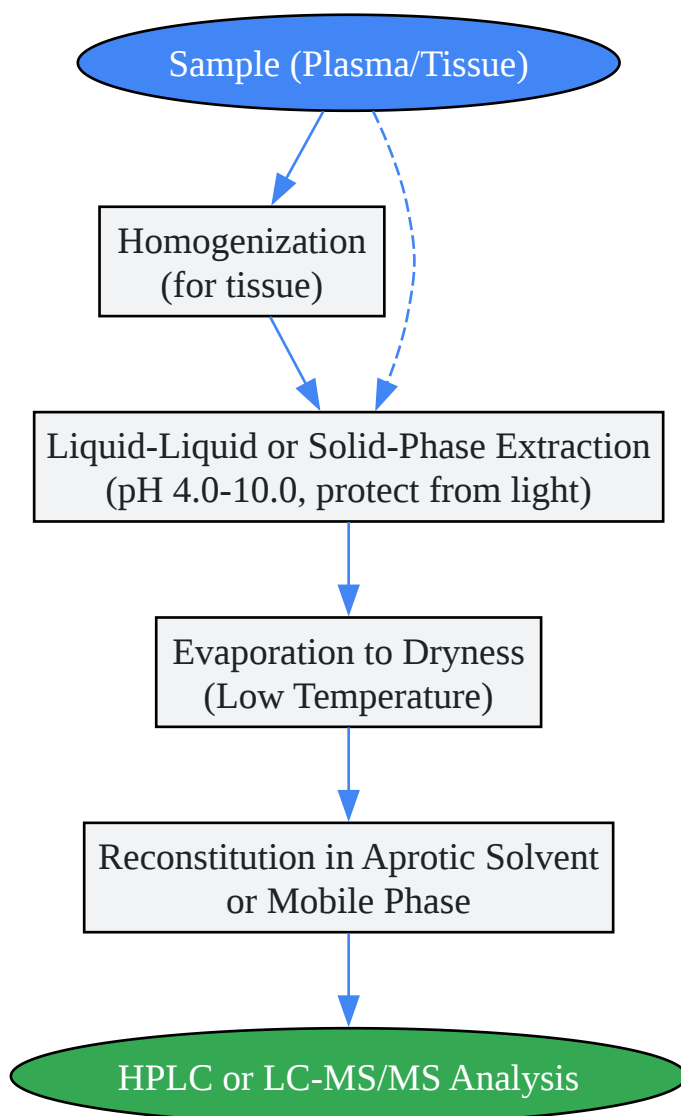 Sample (Plasma/Tissue)
Homogenization
(for tissue)
Liquid-Liquid or Solid-Phase Extraction
(pH 4.0-10.0, protect from light)
Evaporation to Dryness
(Low Temperature)
Reconstitution in Aprotic Solvent
or Mobile Phase
HPLC or LC-MS/MS Analysis